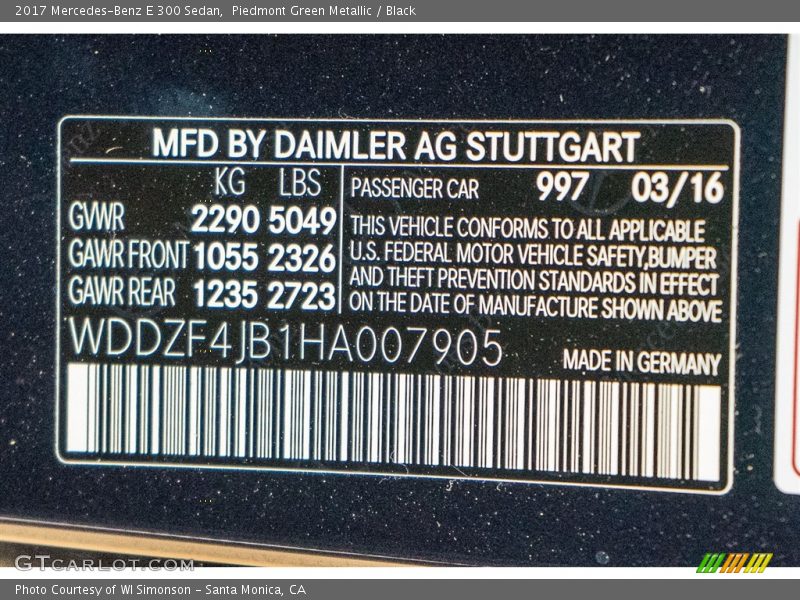 2017 Mercedes-Benz E 300 Sedan, Piedmont Green Metallic / Black
MFD BY DAIMLER AG STUTTGART
KG LBS
GVWR 2290 5049
GAWR FRONT 1055 2326
GAWR REAR 1235 2723
PASSENGER CAR 997 03/16
THIS VEHICLE CONFORMS TO ALL APPLICABLE
U.S. FEDERAL MOTOR VEHICLE SAFETY,BUMPER
AND THEFT PREVENTION STANDARDS IN EFFECT
ON THE DATE OF MANUFACTURE SHOWN ABOVE
WDDZF4JB1HA007905
MADE IN GERMANY
GTcarlot.com
Photo Courtesy of WI Simonson - Santa Monica, CA